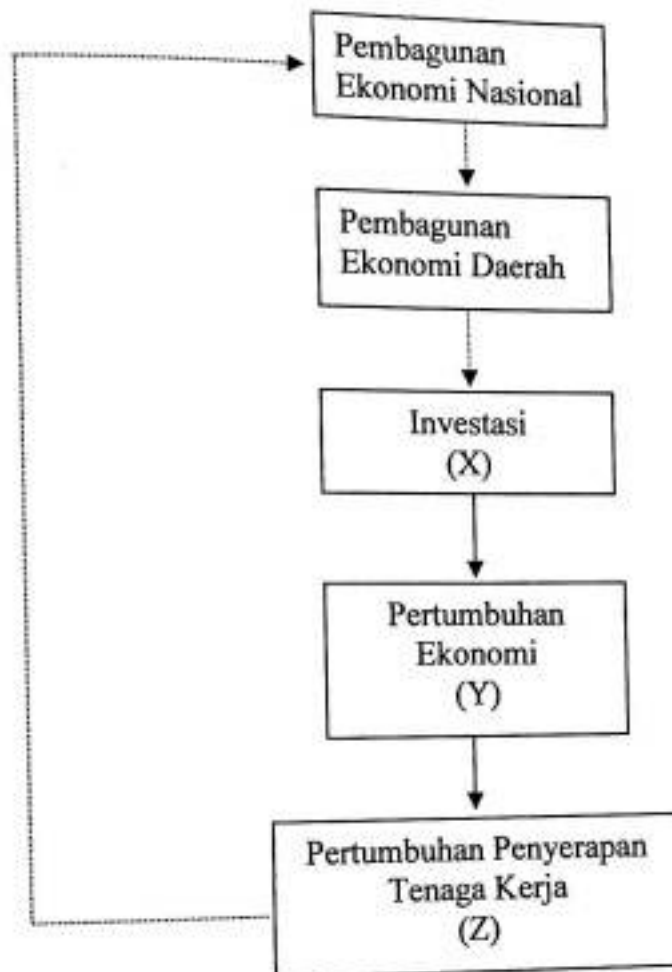 Pembagunan
Ekonomi Nasional
Pembagunan
Ekonomi Daerah
Investasi
(X)
Pertumbuhan
Ekonomi
(Y)
Pertumbuhan Penyerapan
Tenaga Kerja
(Z)